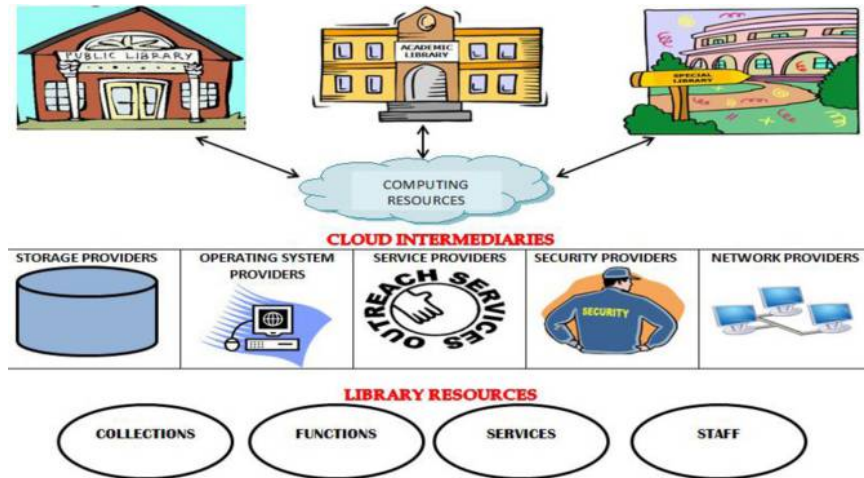 PUBLIC LIBRARY
ACADEMIC
LIBRARY
SPECIAL
LIBRARY
COMPUTING
RESOURCES
CLOUD INTERMEDIARIES
STORAGE PROVIDERS
OPERATING SYSTEM
PROVIDERS
SERVICE PROVIDERS
SECURITY PROVIDERS
NETWORK PROVIDERS
OUTREACH SERVICES
SECURITY
LIBRARY RESOURCES
COLLECTIONS
FUNCTIONS
SERVICES
STAFF